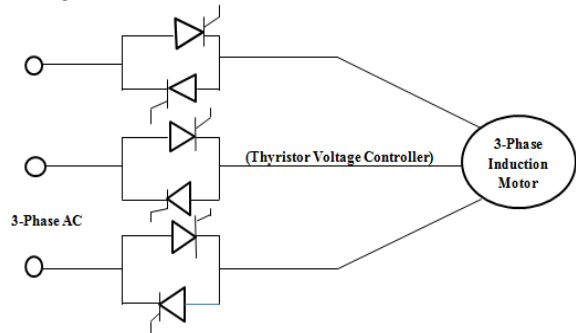 (Thyristor Voltage Controller)
3-Phase
Induction
Motor
3-Phase AC